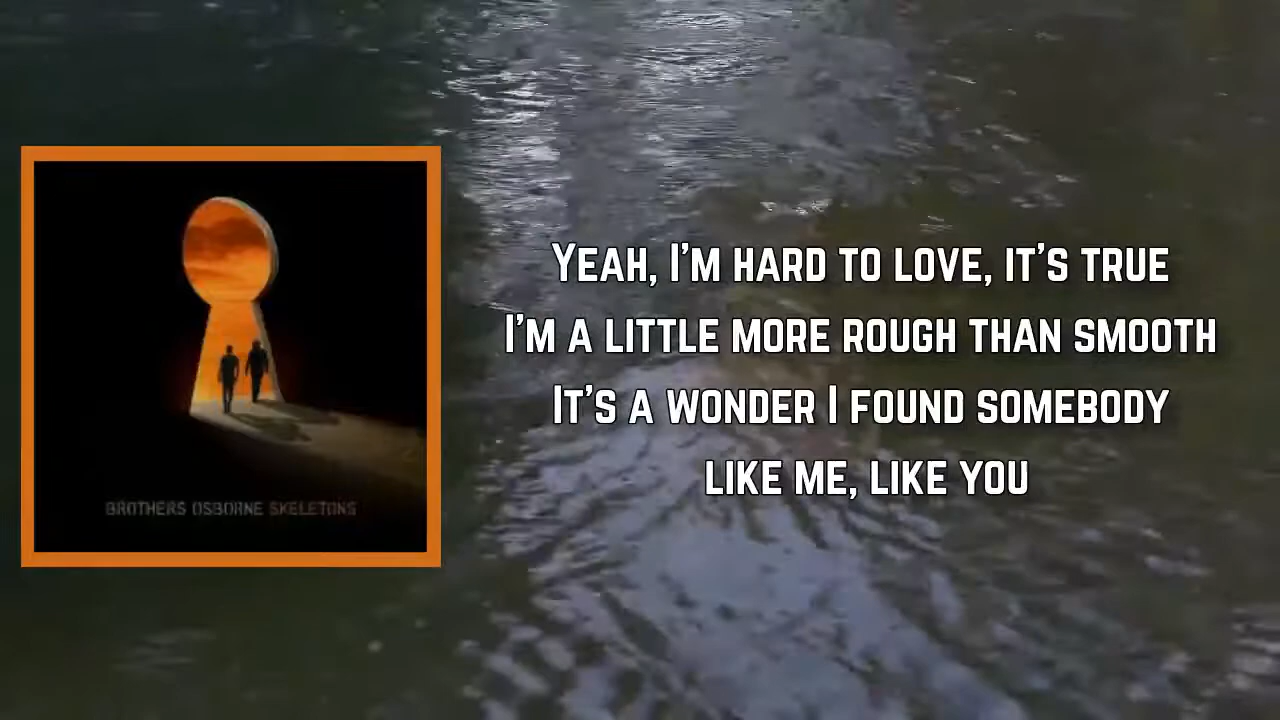 YEAH, I'M HARD TO LOVE, IT'S TRUE
I'M A LITTLE MORE ROUGH THAN SMOOTH
IT'S A WONDER I FOUND SOMEBODY
LIKE ME, LIKE YOU
BROTHERS OSBORNE SKELETONS